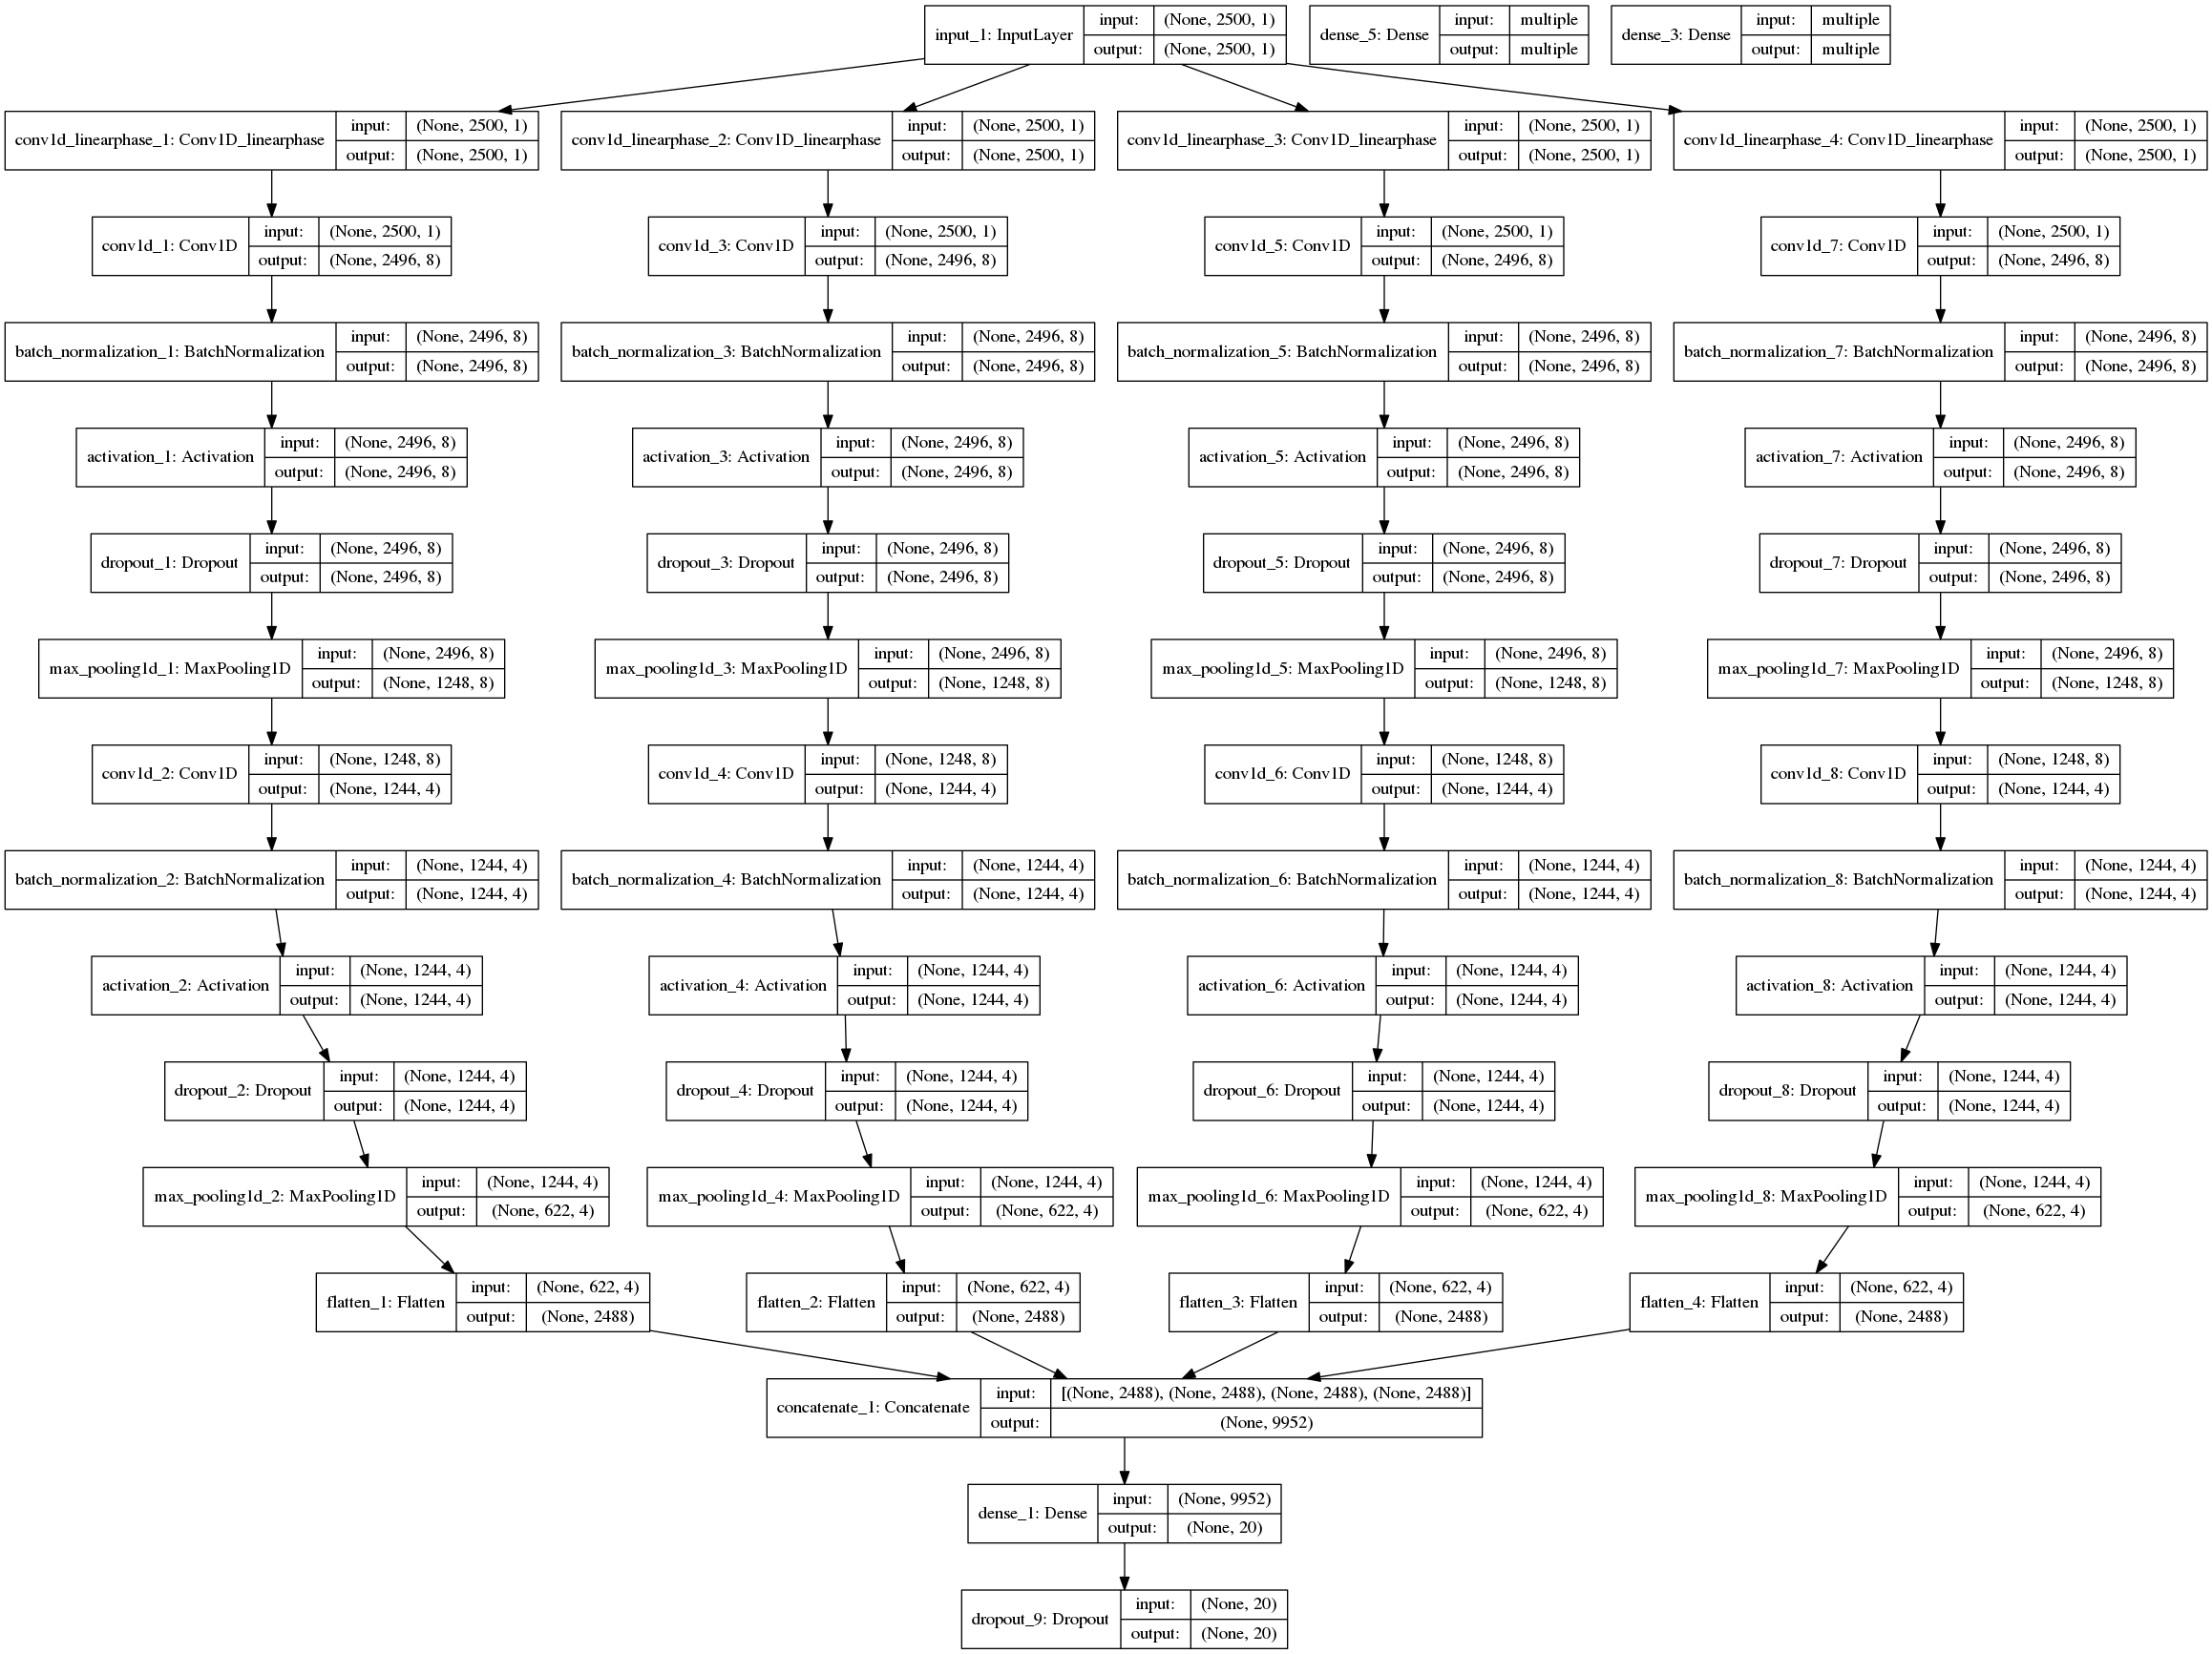 input_1: InputLayer input: (None, 2500, 1) output: (None, 2500, 1)
dense_5: Dense input: multiple output: multiple
dense_3: Dense input: multiple output: multiple
conv1d_linearphase_1: Conv1D_linearphase input: (None, 2500, 1) output: (None, 2500, 1)
conv1d_linearphase_2: Conv1D_linearphase input: (None, 2500, 1) output: (None, 2500, 1)
conv1d_linearphase_3: Conv1D_linearphase input: (None, 2500, 1) output: (None, 2500, 1)
conv1d_linearphase_4: Conv1D_linearphase input: (None, 2500, 1) output: (None, 2500, 1)
conv1d_1: Conv1D input: (None, 2500, 1) output: (None, 2496, 8)
conv1d_3: Conv1D input: (None, 2500, 1) output: (None, 2496, 8)
conv1d_5: Conv1D input: (None, 2500, 1) output: (None, 2496, 8)
conv1d_7: Conv1D input: (None, 2500, 1) output: (None, 2496, 8)
batch_normalization_1: BatchNormalization input: (None, 2496, 8) output: (None, 2496, 8)
batch_normalization_3: BatchNormalization input: (None, 2496, 8) output: (None, 2496, 8)
batch_normalization_5: BatchNormalization input: (None, 2496, 8) output: (None, 2496, 8)
batch_normalization_7: BatchNormalization input: (None, 2496, 8) output: (None, 2496, 8)
activation_1: Activation input: (None, 2496, 8) output: (None, 2496, 8)
activation_3: Activation input: (None, 2496, 8) output: (None, 2496, 8)
activation_5: Activation input: (None, 2496, 8) output: (None, 2496, 8)
activation_7: Activation input: (None, 2496, 8) output: (None, 2496, 8)
dropout_1: Dropout input: (None, 2496, 8) output: (None, 2496, 8)
dropout_3: Dropout input: (None, 2496, 8) output: (None, 2496, 8)
dropout_5: Dropout input: (None, 2496, 8) output: (None, 2496, 8)
dropout_7: Dropout input: (None, 2496, 8) output: (None, 2496, 8)
max_pooling1d_1: MaxPooling1D input: (None, 2496, 8) output: (None, 1248, 8)
max_pooling1d_3: MaxPooling1D input: (None, 2496, 8) output: (None, 1248, 8)
max_pooling1d_5: MaxPooling1D input: (None, 2496, 8) output: (None, 1248, 8)
max_pooling1d_7: MaxPooling1D input: (None, 2496, 8) output: (None, 1248, 8)
conv1d_2: Conv1D input: (None, 1248, 8) output: (None, 1244, 4)
conv1d_4: Conv1D input: (None, 1248, 8) output: (None, 1244, 4)
conv1d_6: Conv1D input: (None, 1248, 8) output: (None, 1244, 4)
conv1d_8: Conv1D input: (None, 1248, 8) output: (None, 1244, 4)
batch_normalization_2: BatchNormalization input: (None, 1244, 4) output: (None, 1244, 4)
batch_normalization_4: BatchNormalization input: (None, 1244, 4) output: (None, 1244, 4)
batch_normalization_6: BatchNormalization input: (None, 1244, 4) output: (None, 1244, 4)
batch_normalization_8: BatchNormalization input: (None, 1244, 4) output: (None, 1244, 4)
activation_2: Activation input: (None, 1244, 4) output: (None, 1244, 4)
activation_4: Activation input: (None, 1244, 4) output: (None, 1244, 4)
activation_6: Activation input: (None, 1244, 4) output: (None, 1244, 4)
activation_8: Activation input: (None, 1244, 4) output: (None, 1244, 4)
dropout_2: Dropout input: (None, 1244, 4) output: (None, 1244, 4)
dropout_4: Dropout input: (None, 1244, 4) output: (None, 1244, 4)
dropout_6: Dropout input: (None, 1244, 4) output: (None, 1244, 4)
dropout_8: Dropout input: (None, 1244, 4) output: (None, 1244, 4)
max_pooling1d_2: MaxPooling1D input: (None, 1244, 4) output: (None, 622, 4)
max_pooling1d_4: MaxPooling1D input: (None, 1244, 4) output: (None, 622, 4)
max_pooling1d_6: MaxPooling1D input: (None, 1244, 4) output: (None, 622, 4)
max_pooling1d_8: MaxPooling1D input: (None, 1244, 4) output: (None, 622, 4)
flatten_1: Flatten input: (None, 622, 4) output: (None, 2488)
flatten_2: Flatten input: (None, 622, 4) output: (None, 2488)
flatten_3: Flatten input: (None, 622, 4) output: (None, 2488)
flatten_4: Flatten input: (None, 622, 4) output: (None, 2488)
concatenate_1: Concatenate input: [(None, 2488), (None, 2488), (None, 2488), (None, 2488)] output: (None, 9952)
dense_1: Dense input: (None, 9952) output: (None, 20)
dropout_9: Dropout input: (None, 20) output: (None, 20)